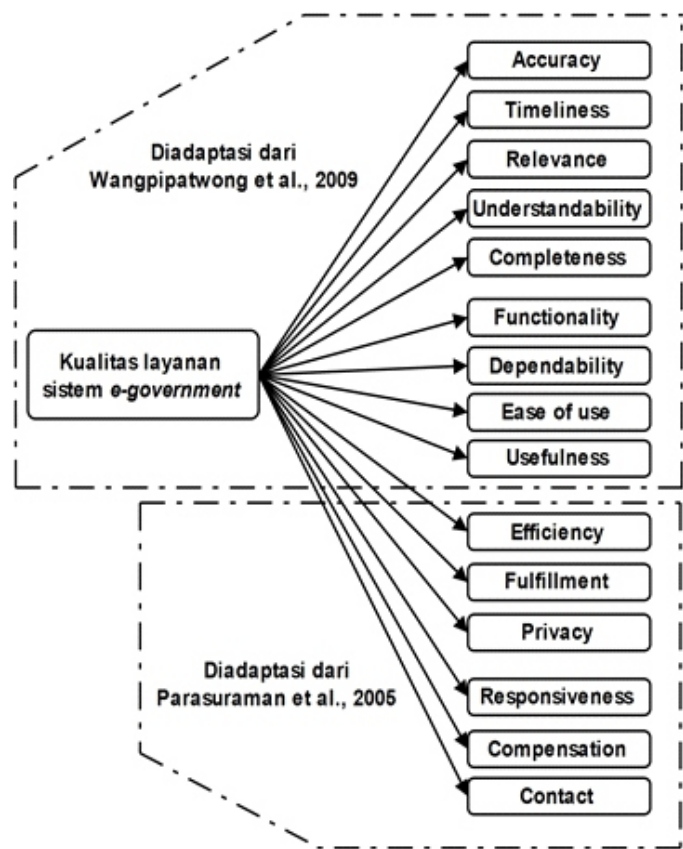 Accuracy
Timeliness
Relevance
Understandability
Completeness
Functionality
Dependability
Ease of use
Usefulness
Diadaptasi dari
Wangpipatwong et al., 2009
Kualitas layanan
sistem e-government
Efficiency
Fulfillment
Privacy
Responsiveness
Compensation
Contact
Diadaptasi dari
Parasuraman et al., 2005